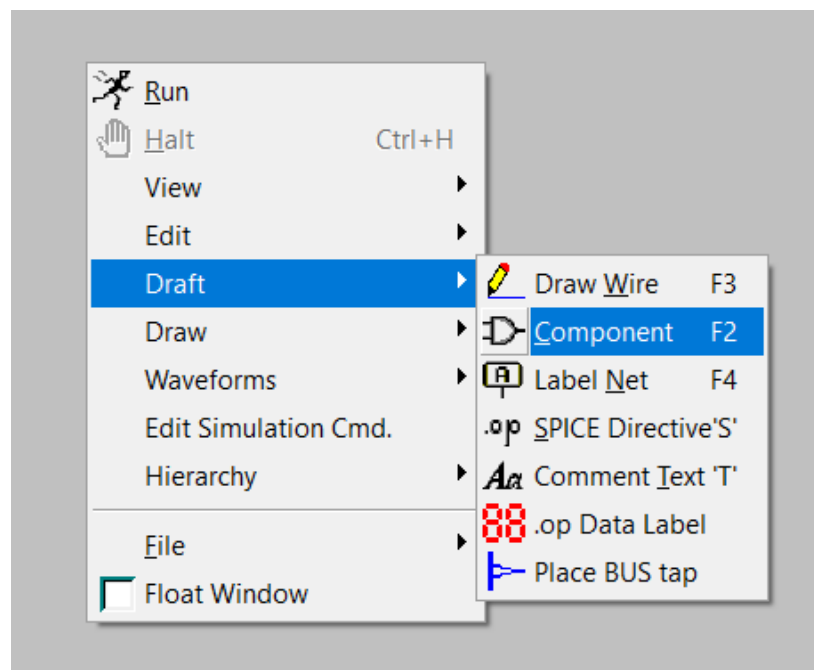 Run
Halt Ctrl+H
View
Edit
Draft
Draw
Waveforms
Edit Simulation Cmd.
Hierarchy
File
Float Window
Draw Wire F3
Component F2
A Label Net F4
.op SPICE Directive'S'
Aa Comment Text 'T'
88 .op Data Label
Place BUS tap